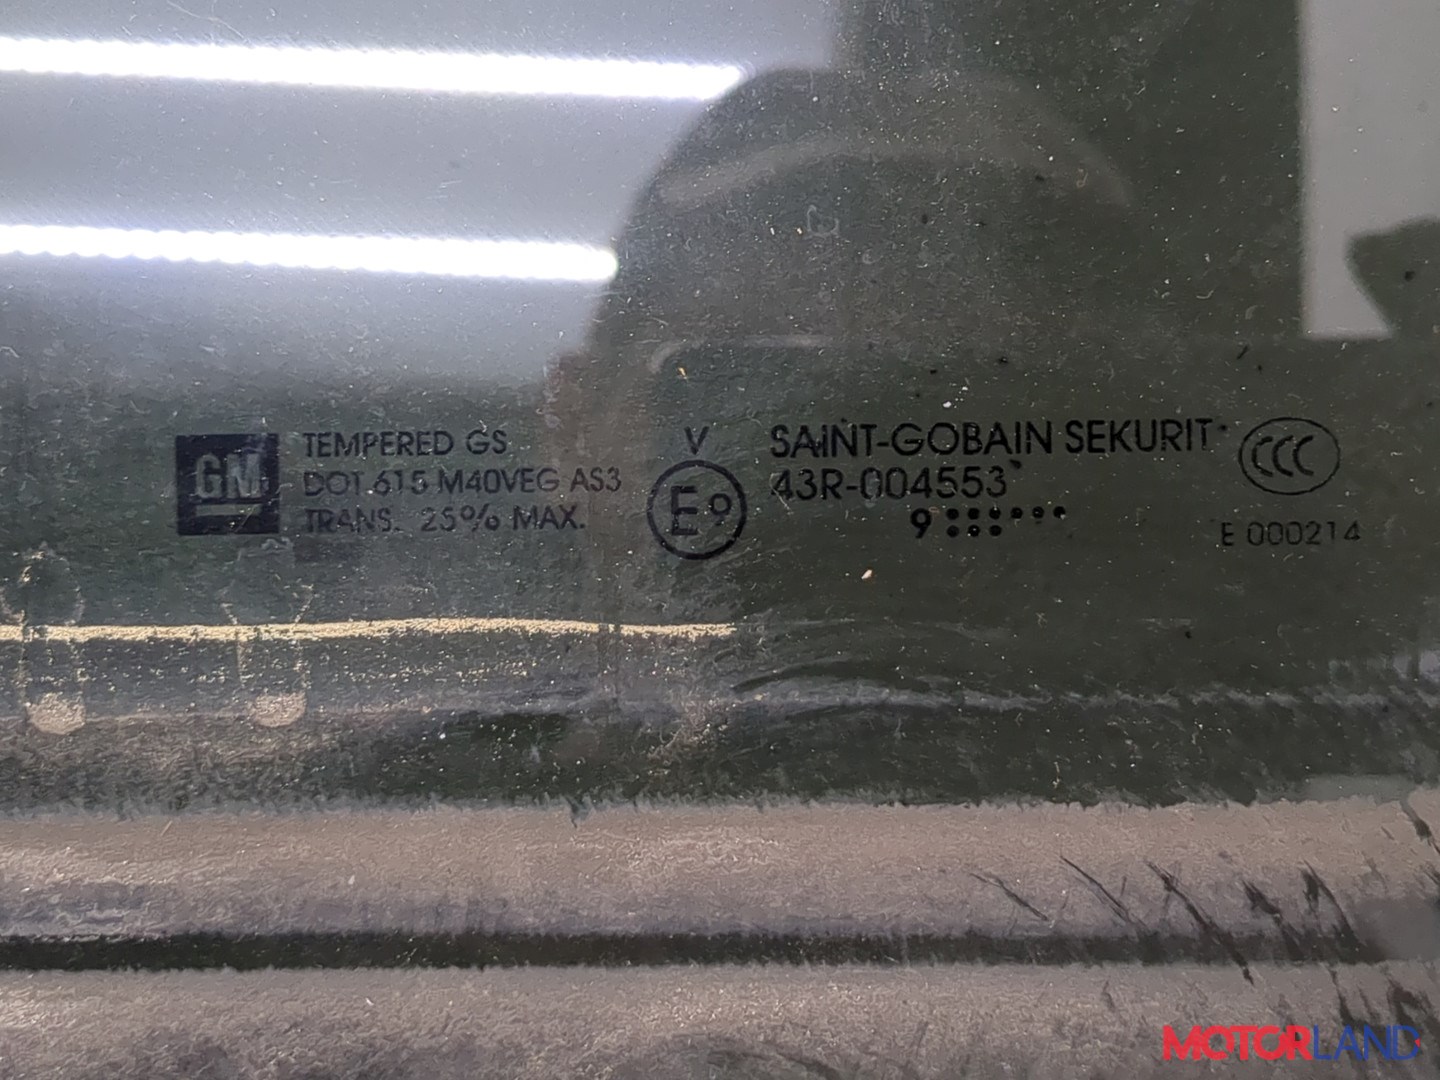 GM
TEMPERED GS
DOT 615 M40VEG AS3
TRANS. 25% MAX.
V
E9
SAINT-GOBAIN SEKURIT
43R-004553
9
CCC
E 000214
MOTORLAND